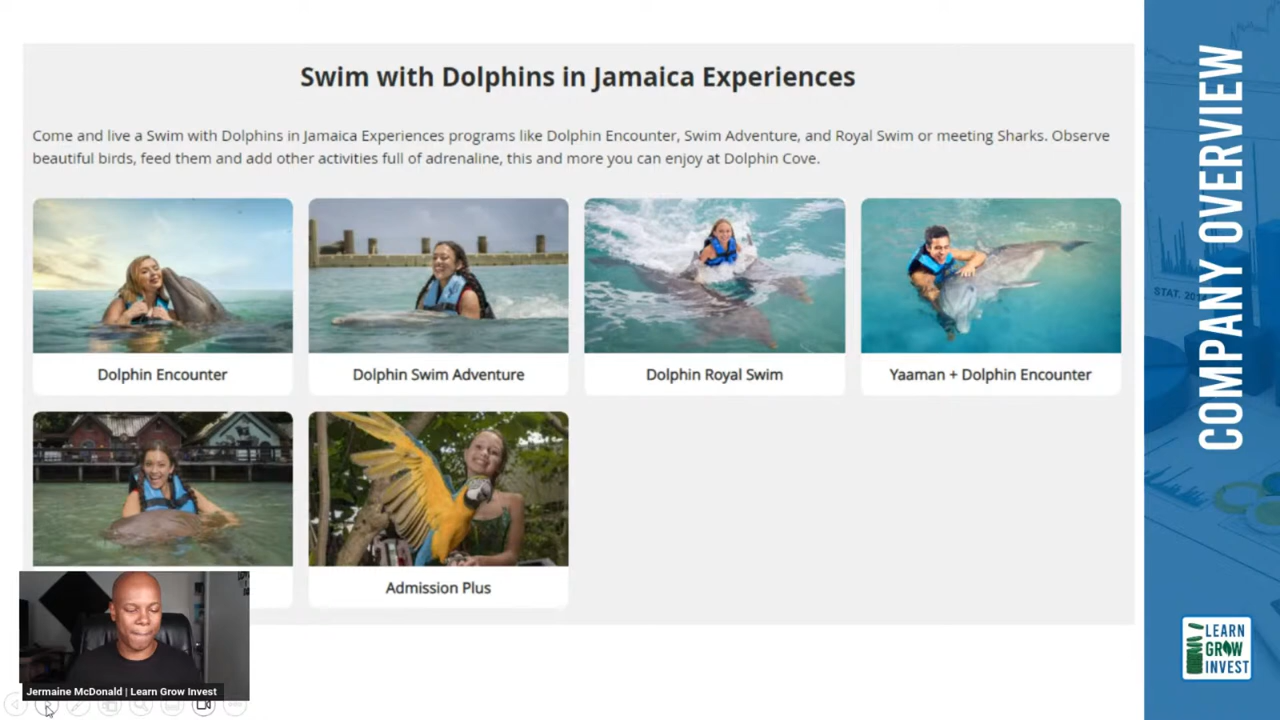 Swim with Dolphins in Jamaica Experiences
Come and live a Swim with Dolphins in Jamaica Experiences programs like Dolphin Encounter, Swim Adventure, and Royal Swim or meeting Sharks. Observe
beautiful birds, feed them and add other activities full of adrenaline, this and more you can enjoy at Dolphin Cove.
Dolphin Encounter
Dolphin Swim Adventure
Dolphin Royal Swim
Yaaman + Dolphin Encounter
Admission Plus
Jermaine McDonald | Learn Grow Invest
COMPANY OVERVIEW
STAT. 201
LEARN
GROW
INVEST